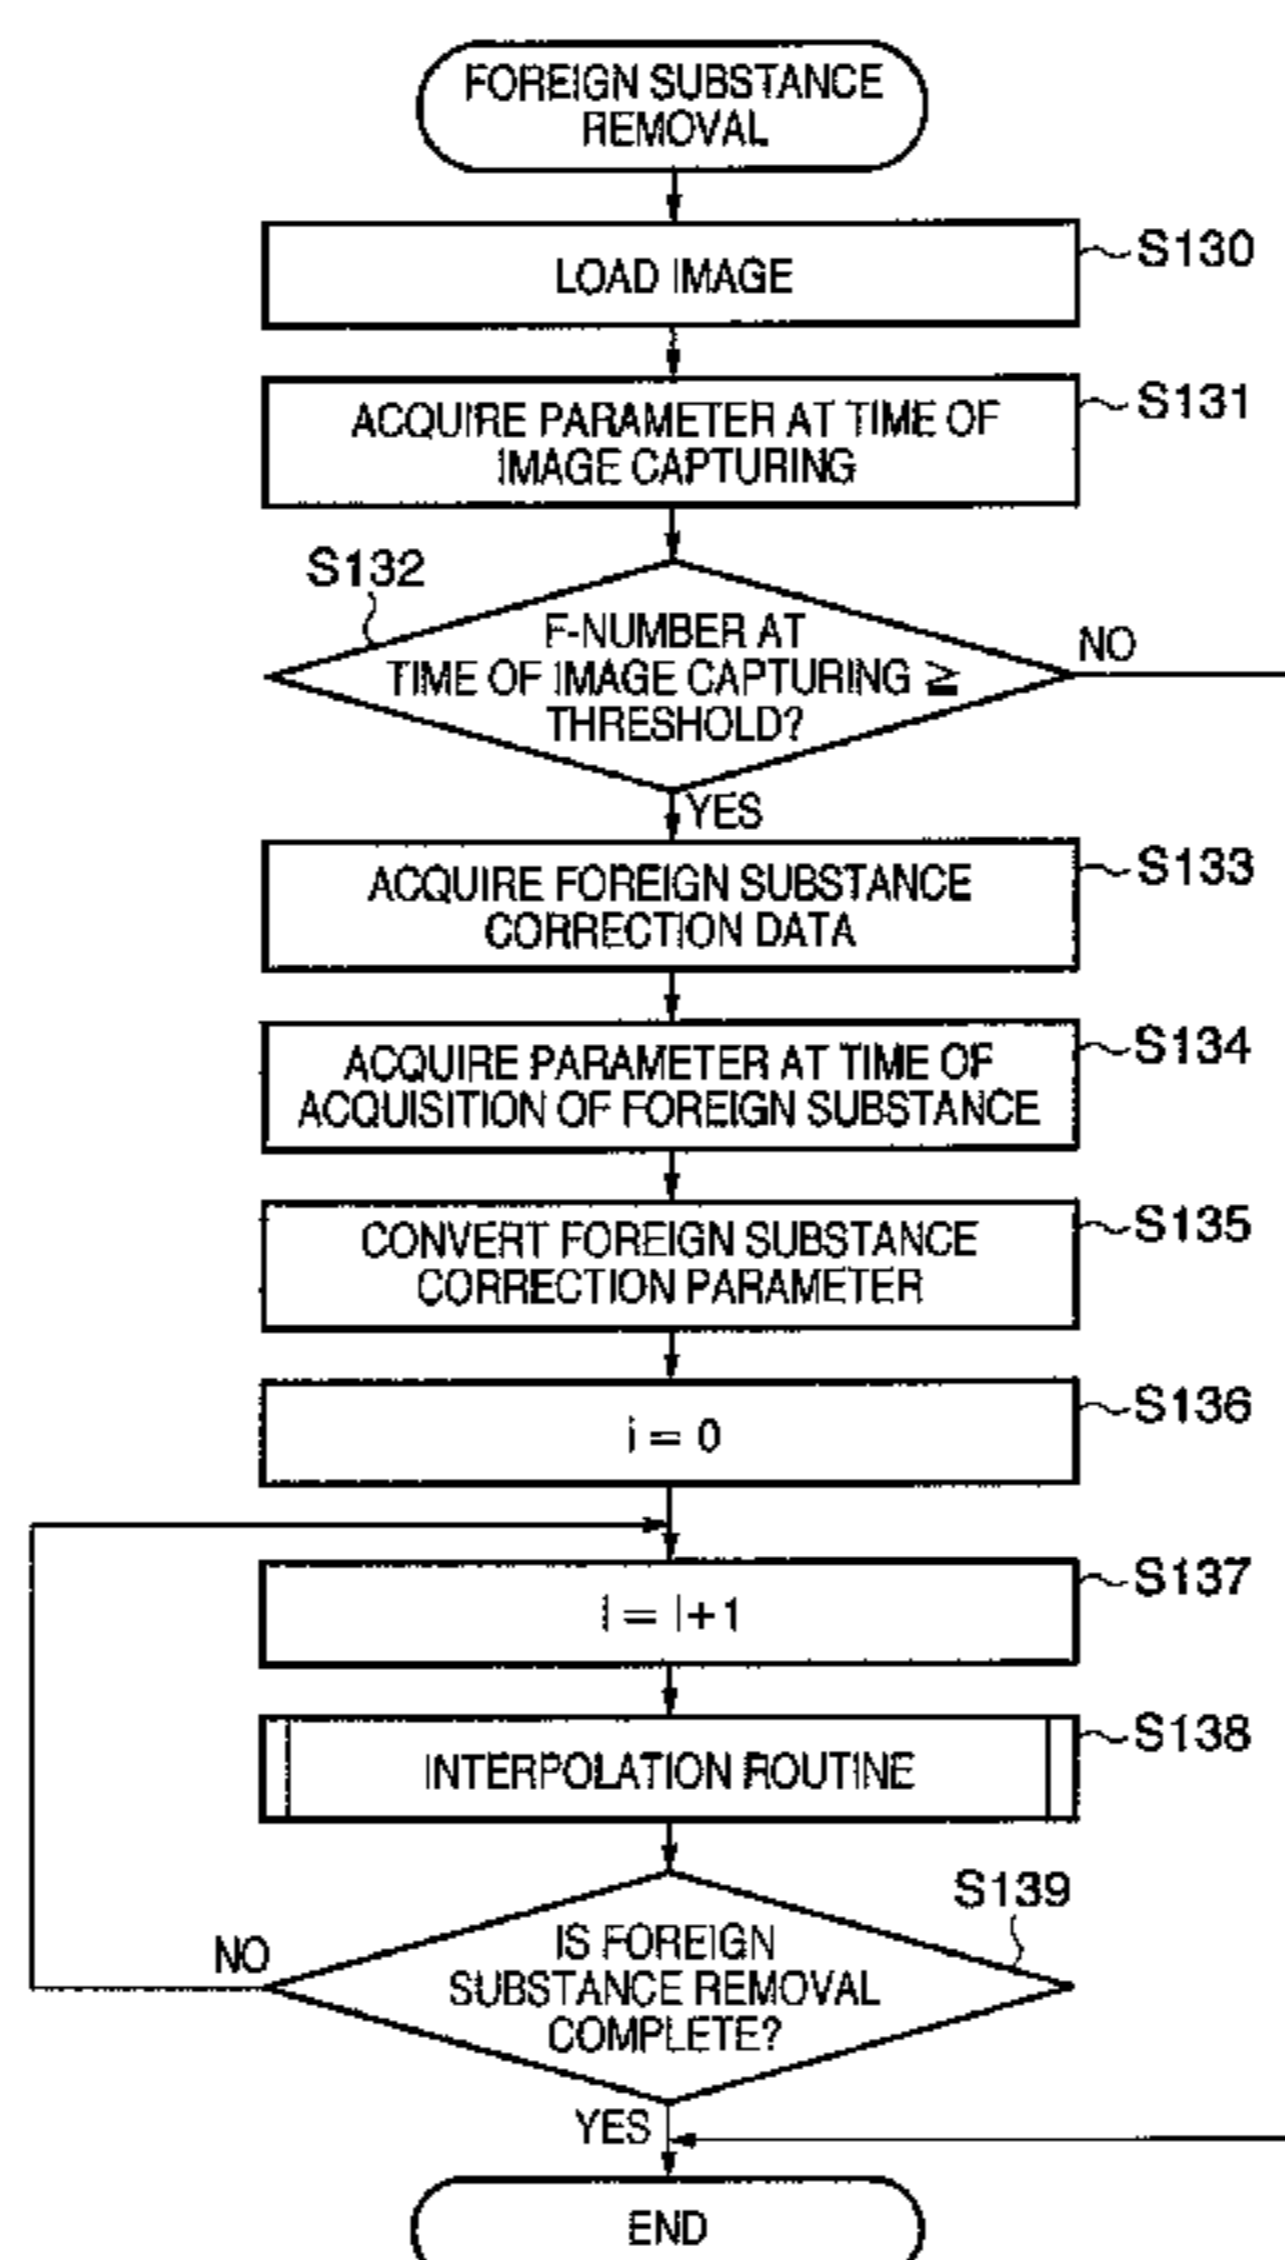 FOREIGN SUBSTANCE
REMOVAL
LOAD IMAGE
S130
ACQUIRE PARAMETER AT TIME OF
IMAGE CAPTURING
S131
S132
F-NUMBER AT
TIME OF IMAGE CAPTURING ≧
THRESHOLD?
NO
YES
ACQUIRE FOREIGN SUBSTANCE
CORRECTION DATA
S133
ACQUIRE PARAMETER AT TIME OF
ACQUISITION OF FOREIGN SUBSTANCE
S134
CONVERT FOREIGN SUBSTANCE
CORRECTION PARAMETER
S135
i = 0
S136
i = i+1
S137
INTERPOLATION ROUTINE
S138
S139
IS FOREIGN
SUBSTANCE REMOVAL
COMPLETE?
NO
YES
END